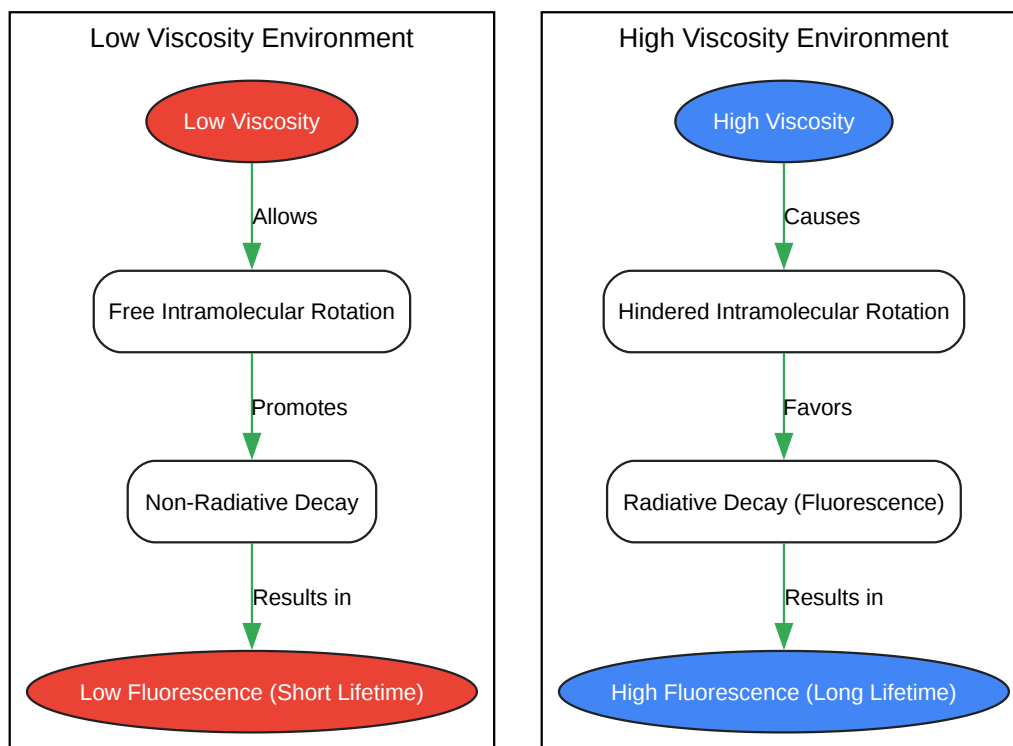 Low Viscosity Environment
Low Viscosity
Allows
Free Intramolecular Rotation
Promotes
Non-Radiative Decay
Results in
Low Fluorescence (Short Lifetime)
High Viscosity Environment
High Viscosity
Causes
Hindered Intramolecular Rotation
Favors
Radiative Decay (Fluorescence)
Results in
High Fluorescence (Long Lifetime)